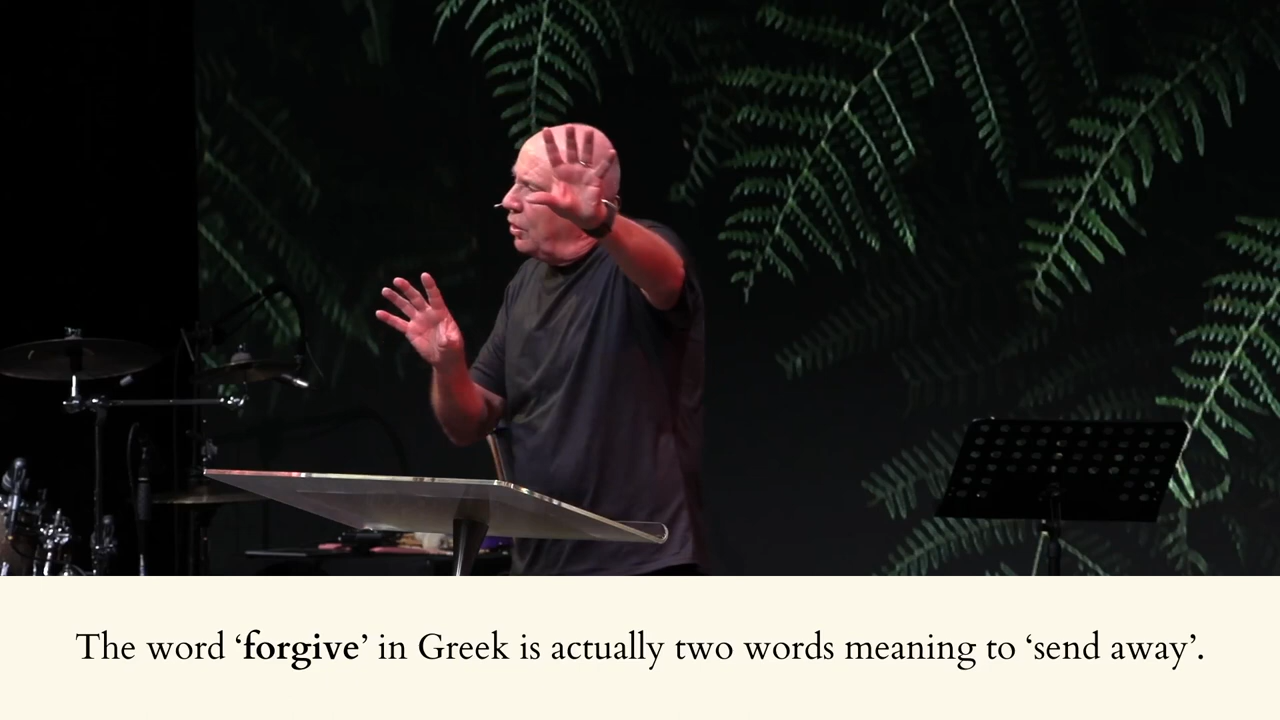 The word ‘forgive’ in Greek is actually two words meaning to ‘send away’.